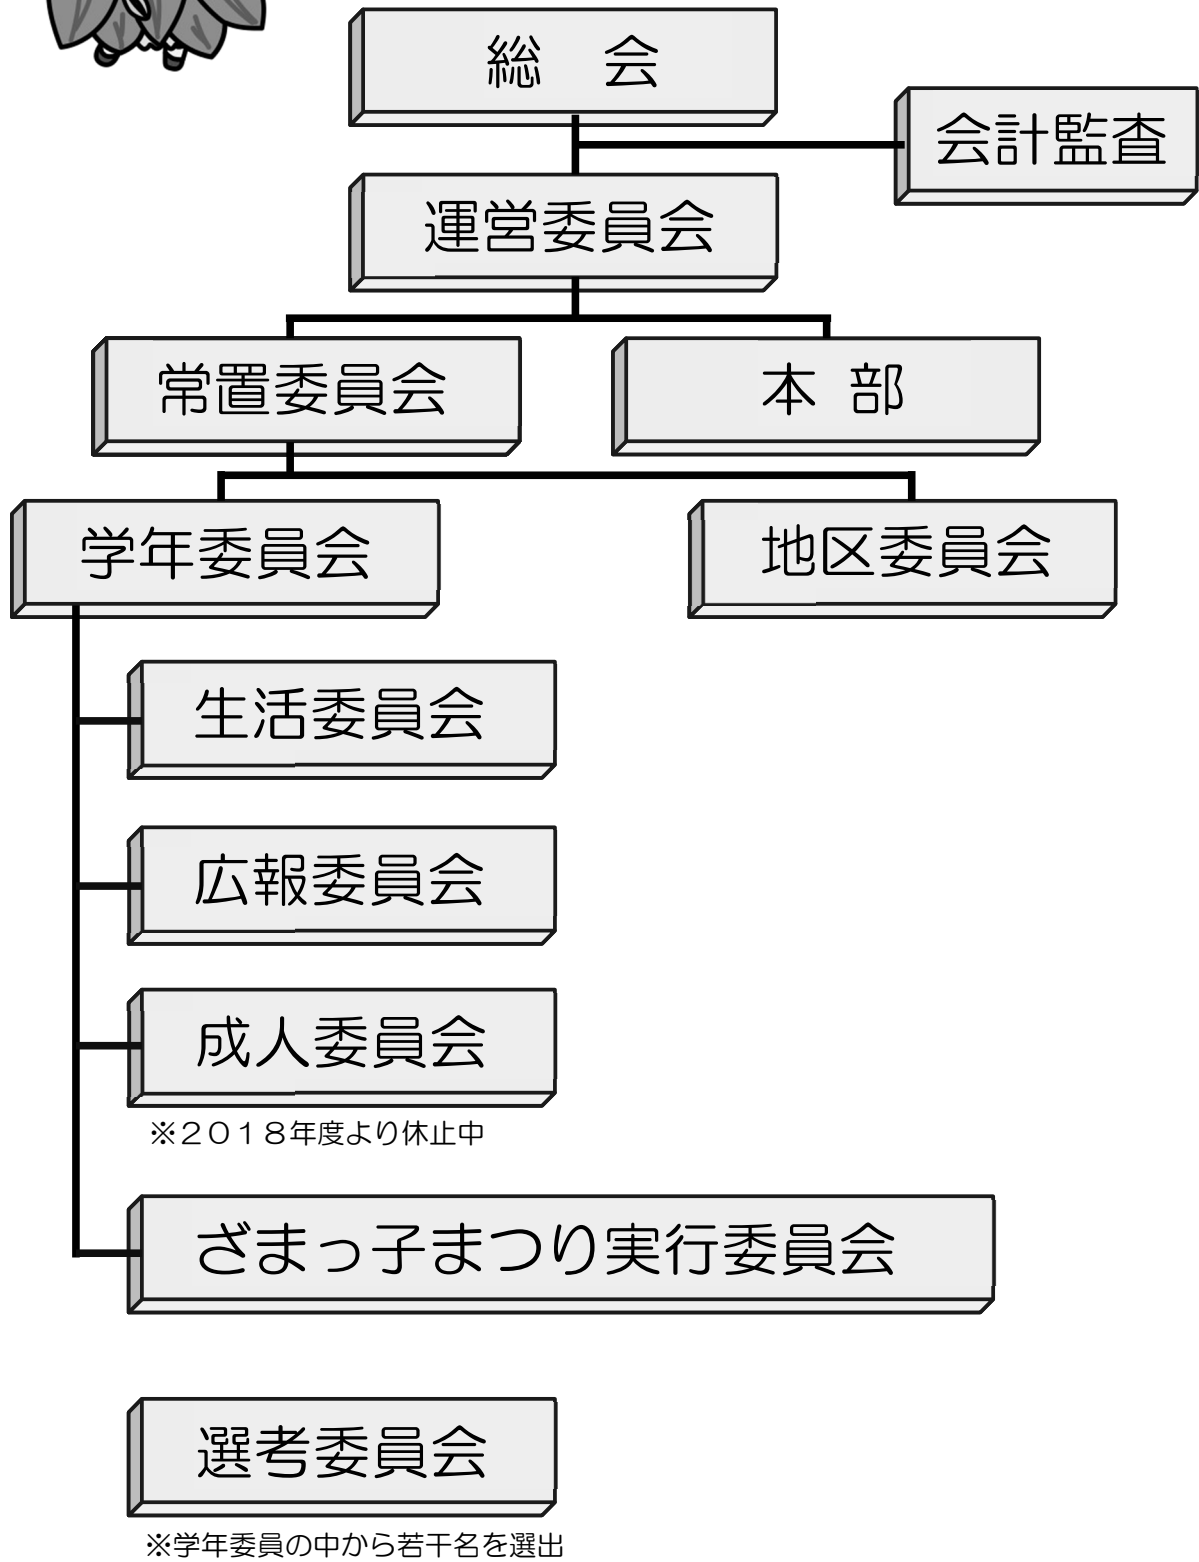 総　会
会計監査
運営委員会
常置委員会
本 部
学年委員会
地区委員会
生活委員会
広報委員会
成人委員会
※２０１８年度より休止中
ざまっ子まつり実行委員会
選考委員会
※学年委員の中から若干名を選出